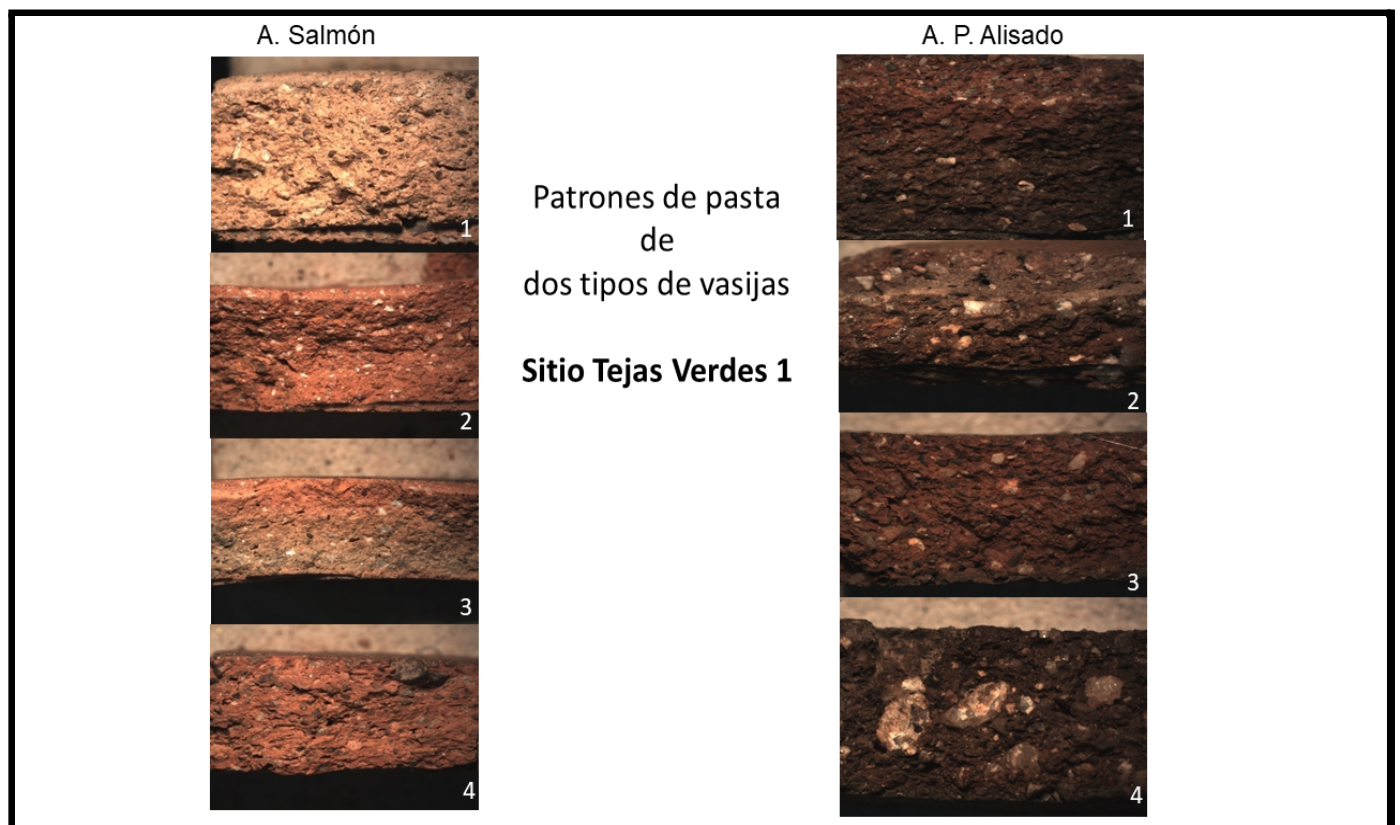 A. Salmón
1
2
3
4
Patrones de pasta
de
dos tipos de vasijas
Sitio Tejas Verdes 1
A. P. Alisado
1
2
3
4